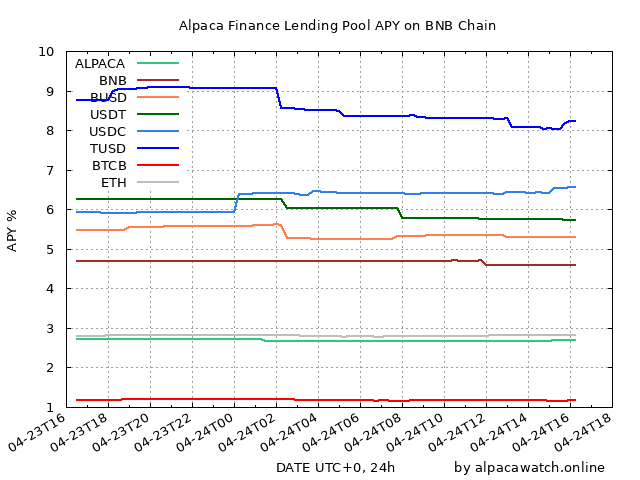 Alpaca Finance Lending Pool APY on BNB Chain
10
9
8
7
6
5
4
3
2
1
APY %
ALPACA
BNB
BUSD
USDT
USDC
TUSD
BTCB
ETH
04-23T16
04-23T18
04-23T20
04-23T22
04-24T00
04-24T02
04-24T04
04-24T06
04-24T08
04-24T10
04-24T12
04-24T14
04-24T16
04-24T18
DATE UTC+0, 24h
by alpacawatch.online